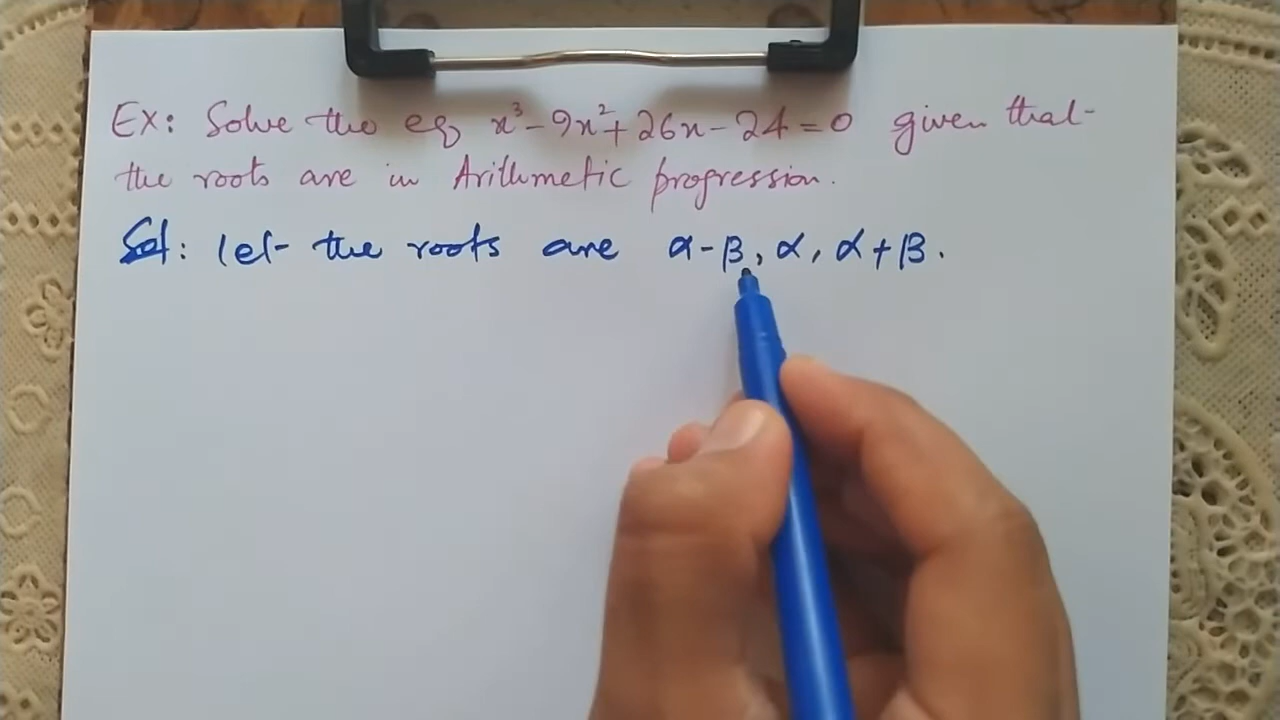 Ex: Solve the eq x³-9x²+26x-24=0 given that
the roots are in Arithmetic progression.
Sol: let the roots are α-β, α, α+β.